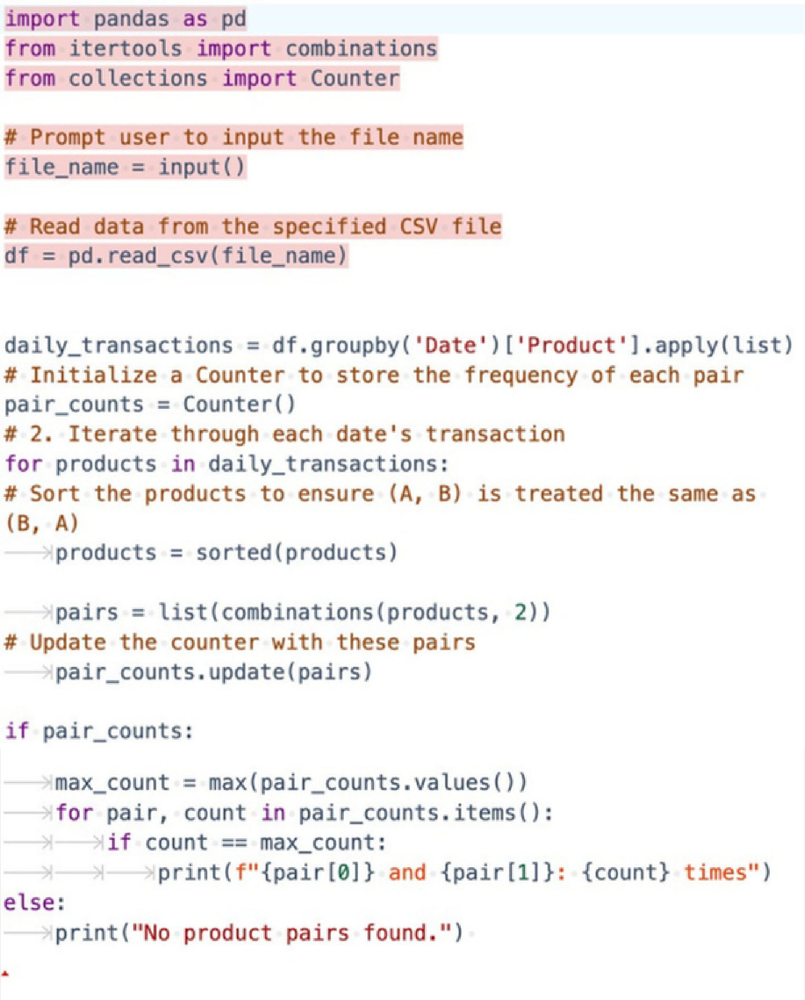 import pandas as pd
from itertools import combinations
from collections import Counter
# Prompt user to input the file name
file_name = input()
# Read data from the specified CSV file
df = pd.read_csv(file_name)
daily_transactions = df.groupby('Date')['Product'].apply(list)
# Initialize a Counter to store the frequency of each pair
pair_counts = Counter()
# 2. Iterate through each date's transaction
for products in daily_transactions:
# Sort the products to ensure (A, B) is treated the same as
(B, A)
products = sorted(products)
pairs = list(combinations(products, 2))
# Update the counter with these pairs
pair_counts.update(pairs)
if pair_counts:
max_count = max(pair_counts.values())
for pair, count in pair_counts.items():
if count == max_count:
print(f"{pair[0]} and {pair[1]}: {count} times")
else:
print("No product pairs found.")